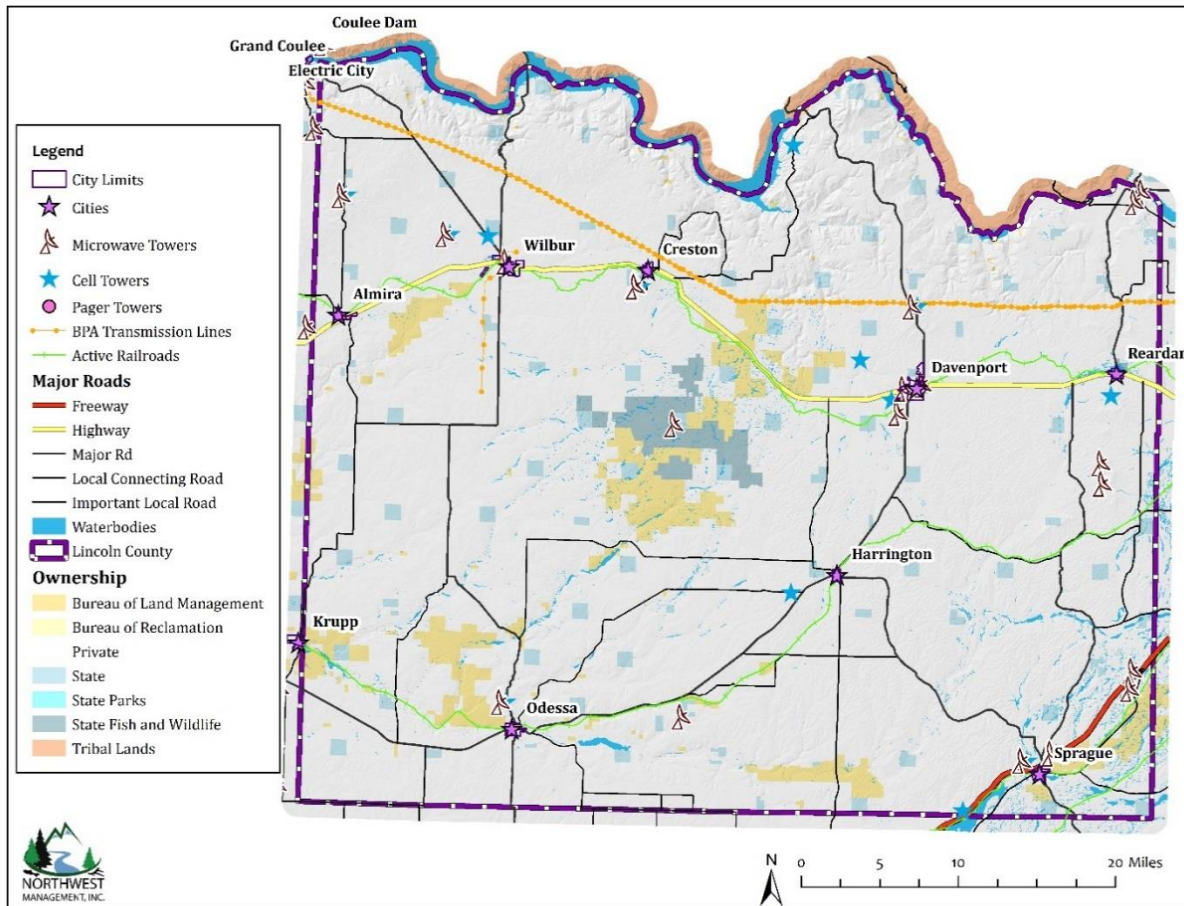 Coulee Dam
Grand Coulee
Electric City
Legend
City Limits
Cities
Microwave Towers
Cell Towers
Pager Towers
BPA Transmission Lines
Active Railroads
Major Roads
Freeway
Highway
Major Rd
Local Connecting Road
Important Local Road
Waterbodies
Lincoln County
Ownership
Bureau of Land Management
Bureau of Reclamation
Private
State
State Parks
State Fish and Wildlife
Tribal Lands
Wilbur
Creston
Almira
Davenport
Reardan
Harrington
Krupp
Odessa
Sprague
NORTHWEST
MANAGEMENT, INC.
N
0 5 10 20 Miles